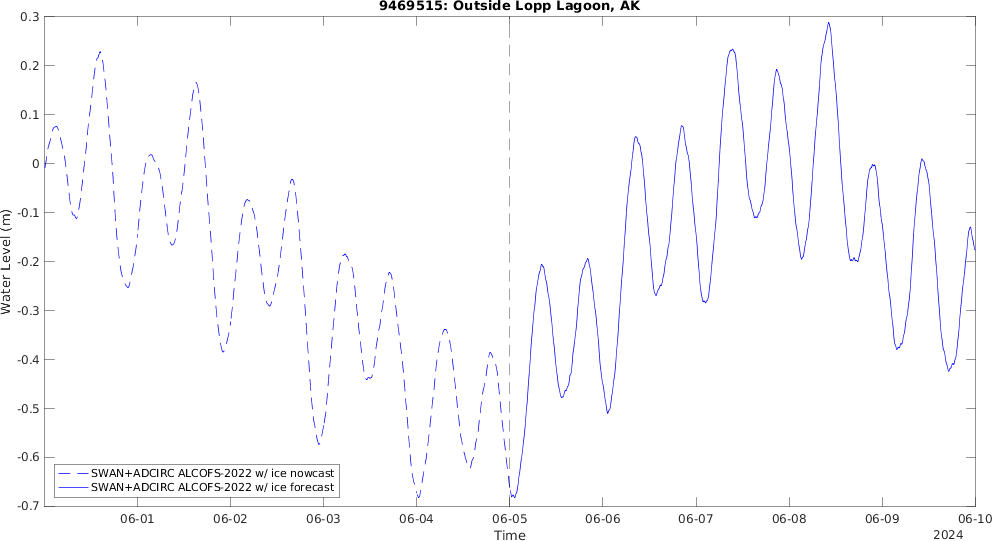 9469515: Outside Lopp Lagoon, AK
0.3
0.2
0.1
0
-0.1
-0.2
-0.3
-0.4
-0.5
-0.6
-0.7
Water Level (m)
SWAN+ADCIRC ALCOFS-2022 w/ ice nowcast
SWAN+ADCIRC ALCOFS-2022 w/ ice forecast
06-01 06-02 06-03 06-04 06-05 06-06 06-07 06-08 06-09 06-10
Time
2024